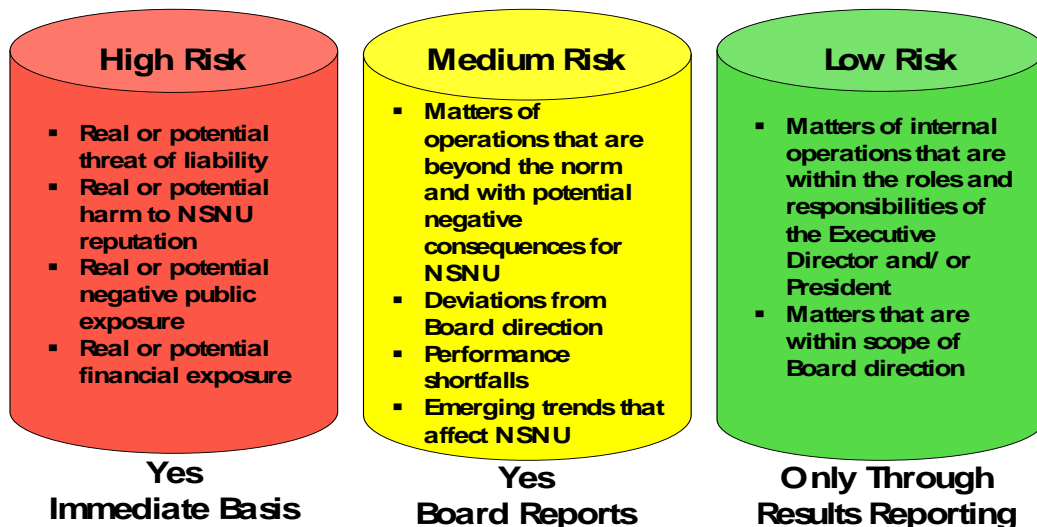 High Risk
▪ Real or potential
threat of liability
▪ Real or potential
harm to NSNU
reputation
▪ Real or potential
negative public
exposure
▪ Real or potential
financial exposure
Yes
Immediate Basis
Medium Risk
▪ Matters of
operations that are
beyond the norm
and with potential
negative
consequences for
NSNU
▪ Deviations from
Board direction
▪ Performance
shortfalls
▪ Emerging trends that
affect NSNU
Yes
Board Reports
Low Risk
▪ Matters of internal
operations that are
within the roles and
responsibilities of
the Executive
Director and/ or
President
▪ Matters that are
within scope of
Board direction
Only Through
Results Reporting